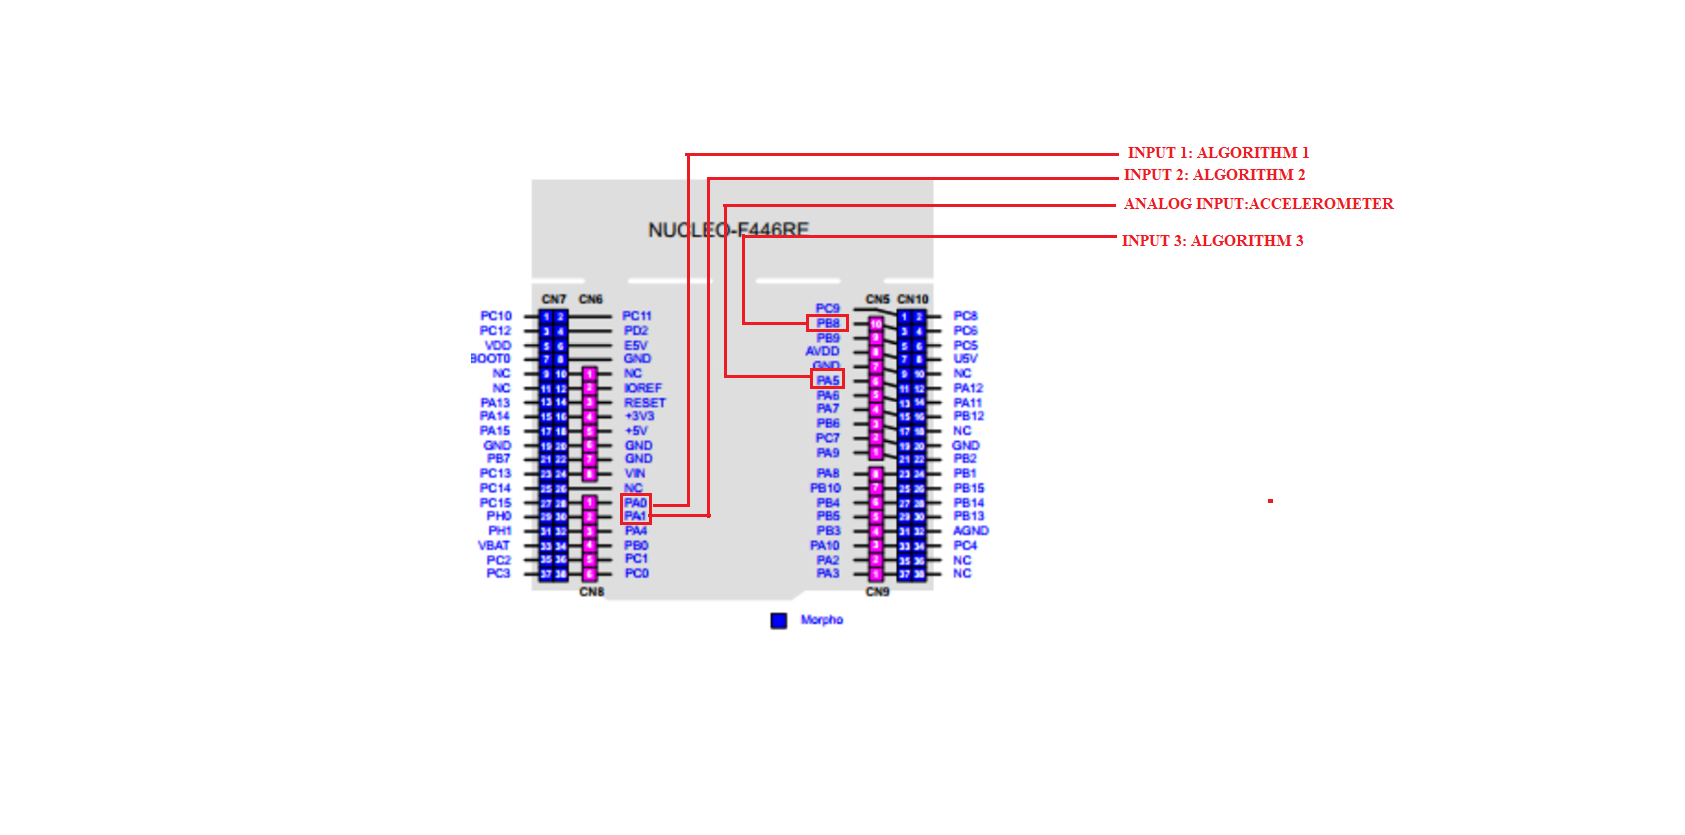 INPUT 1: ALGORITHM 1
INPUT 2: ALGORITHM 2
ANALOG INPUT:ACCELEROMETER
INPUT 3: ALGORITHM 3
NUCLEO-F446RE
CN7 CN6
CN5 CN10
PC10 1 2 PC11
PC12 3 4 PD2
VDD 5 6 E5V
BOOT0 7 8 GND
NC 9 10 1 NC
NC 11 12 2 IOREF
PA13 13 14 3 RESET
PA14 15 16 4 +3V3
PA15 17 18 5 +5V
GND 19 20 6 GND
PB7 21 22 7 GND
PC13 23 24 8 VIN
PC14 25 26 NC
PC15 27 28 1 PA0
PH0 29 30 2 PA1
PH1 31 32 3 PA4
VBAT 33 34 4 PB0
PC2 35 36 5 PC1
PC3 37 38 6 PC0
CN8
PC9 1 2 PC8
PB8 10 3 4 PC6
PB9 9 5 6 PC5
AVDD 8 7 8 U5V
GND 7 9 10 NC
PA5 6 11 12 PA12
PA6 5 13 14 PA11
PA7 4 15 16 PB12
PB6 3 17 18 NC
PC7 2 19 20 GND
PA9 1 21 22 PB2
PA8 8 23 24 PB1
PB10 7 25 26 PB15
PB4 6 27 28 PB14
PB5 5 29 30 PB13
PB3 4 31 32 AGND
PA10 3 33 34 PC4
PA2 2 35 36 NC
PA3 1 37 38 NC
CN9
Morpho